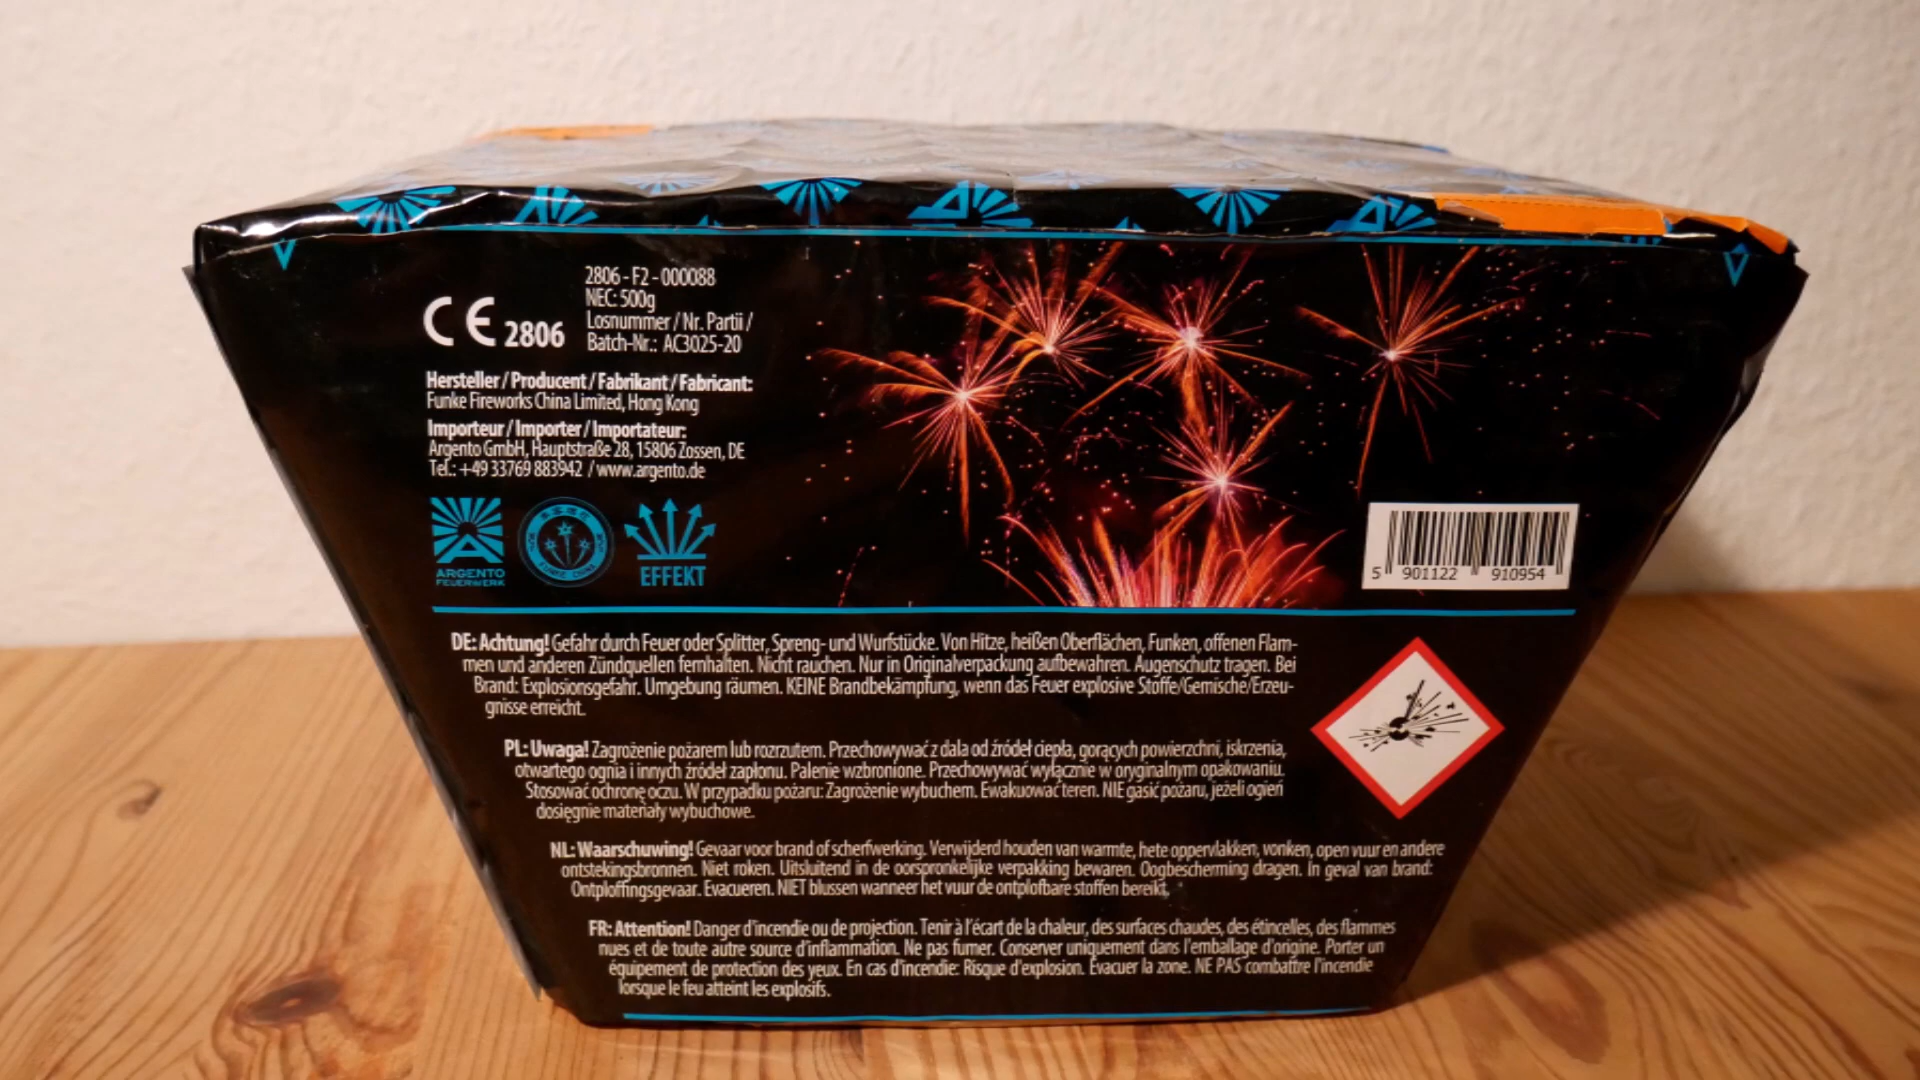 2806 - F2 - 000088
NEC: 500g
Losnummer / Nr. Partii /
Batch-Nr.: AC3025-20
CE 2806
Hersteller / Producent / Fabrikant / Fabricant:
Funke Fireworks China Limited, Hong Kong
Importeur / Importer / Importateur:
Argento GmbH, Hauptstraße 28, 15806 Zossen, DE
Tel.: +49 33769 883942 / www.argento.de
ARGENTO
FEUERWERK
EFFEKT
5 901122 910954
DE: Achtung! Gefahr durch Feuer oder Splitter, Spreng- und Wurfstücke. Von Hitze, heißen Oberflächen, Funken, offenen Flam-
men und anderen Zündquellen fernhalten. Nicht rauchen. Nur in Originalverpackung aufbewahren. Augenschutz tragen. Bei
Brand: Explosionsgefahr. Umgebung räumen. KEINE Brandbekämpfung, wenn das Feuer explosive Stoffe/Gemische/Erzeu-
gnisse erreicht.
PL: Uwaga! Zagrożenie pożarem lub rozrzutem. Przechowywać z dala od źródeł ciepła, gorących powierzchni, iskrzenia,
otwartego ognia i innych źródeł zapłonu. Palenie wzbronione. Przechowywać wyłącznie w oryginalnym opakowaniu.
Stosować ochronę oczu. W przypadku pożaru: Zagrożenie wybuchem. Ewakuować teren. NIE gasić pożaru, jeżeli ogień
dosięgnie materiały wybuchowe.
NL: Waarschuwing! Gevaar voor brand of scherfwerking. Verwijderd houden van warmte, hete oppervlakken, vonken, open vuur en andere
ontstekingsbronnen. Niet roken. Uitsluitend in de oorspronkelijke verpakking bewaren. Oogbescherming dragen. In geval van brand:
Ontploffingsgevaar. Evacueren. NIET blussen wanneer het vuur de ontplofbare stoffen bereikt.
FR: Attention! Danger d'incendie ou de projection. Tenir à l'écart de la chaleur, des surfaces chaudes, des étincelles, des flammes
nues et de toute autre source d'inflammation. Ne pas fumer. Conserver uniquement dans l'emballage d'origine. Porter un
équipement de protection des yeux. En cas d'incendie: Risque d'explosion. Évacuer la zone. NE PAS combattre l'incendie
lorsque le feu atteint les explosifs.